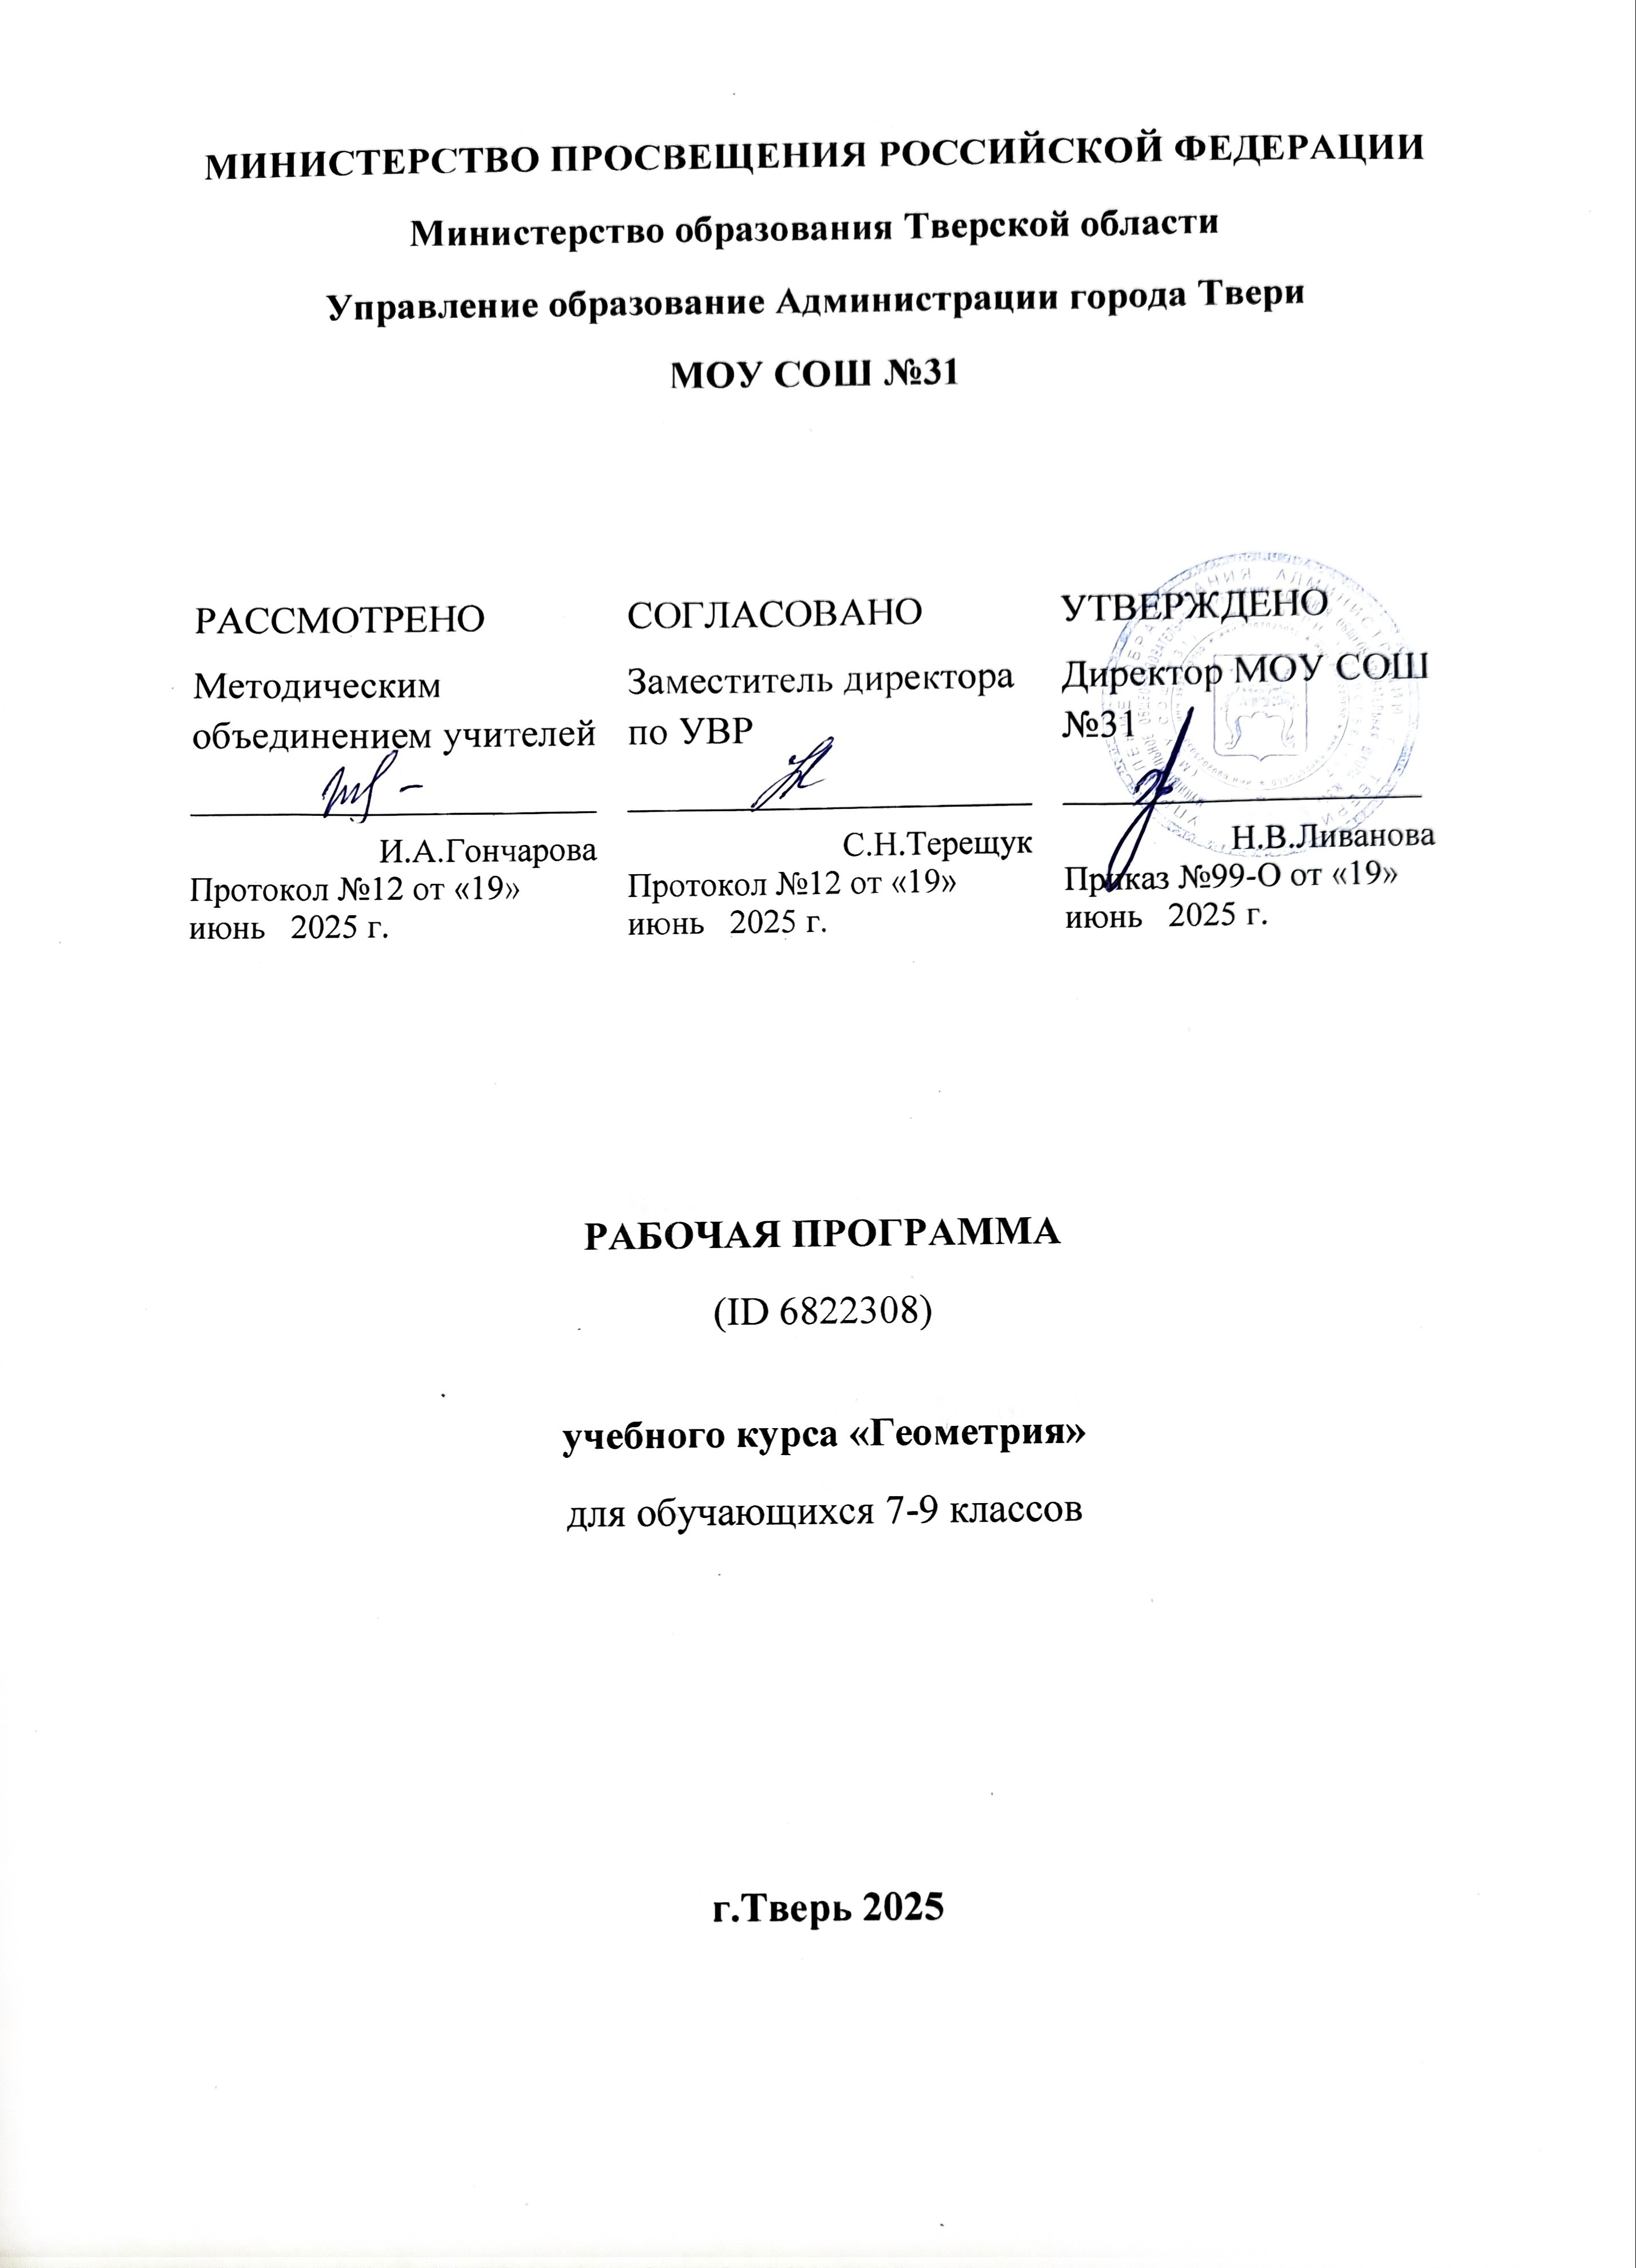 МИНИСТЕРСТВО ПРОСВЕЩЕНИЯ РОССИЙСКОЙ ФЕДЕРАЦИИ
Министерство образования Тверской области
Управление образование Администрации города Твери
МОУ СОШ №31
РАССМОТРЕНО
Методическим
объединением учителей
И.А.Гончарова
Протокол №12 от «19»
июнь 2025 г.
СОГЛАСОВАНО
Заместитель директора
по УВР
С.Н.Терещук
Протокол №12 от «19»
июнь 2025 г.
УТВЕРЖДЕНО
Директор МОУ СОШ
№31
Н.В.Ливанова
Приказ №99-О от «19»
июнь 2025 г.
РАБОЧАЯ ПРОГРАММА
(ID 6822308)
учебного курса «Геометрия»
для обучающихся 7-9 классов
г.Тверь 2025